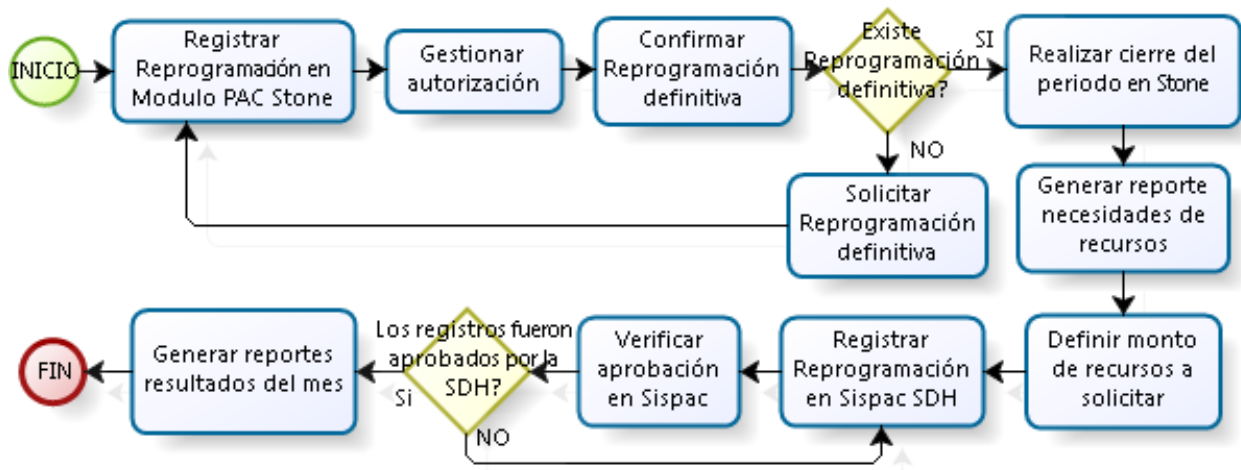 INICIO
Registrar
Reprogramación en
Modulo PAC Stone
Gestionar
autorización
Confirmar
Reprogramación
definitiva
Existe
Reprogramación
definitiva?
SI
Realizar cierre del
periodo en Stone
NO
Solicitar
Reprogramación
definitiva
Generar reporte
necesidades de
recursos
FIN
Generar reportes
resultados del mes
Los registros fueron
aprobados por la
SDH?
Si
NO
Verificar
aprobación
en Sispac
Registrar
Reprogramación
en Sispac SDH
Definir monto
de recursos a
solicitar